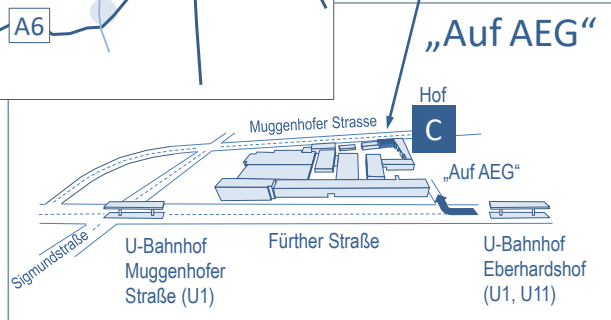 A6
„Auf AEG“
Hof
C
Muggenhofer Strasse
„Auf AEG“
Sigmundstraße
U-Bahnhof
Muggenhofer
Straße (U1)
Fürther Straße
U-Bahnhof
Eberhardshof
(U1, U11)